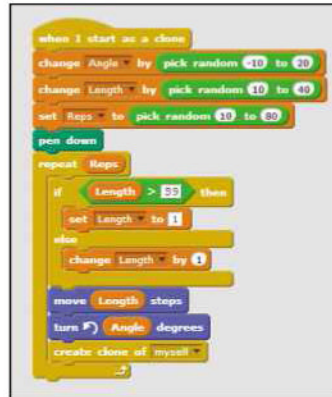 when I start as a clone
change Angle by pick random -10 to 20
change Length by pick random 10 to 40
set Reps to pick random 10 to 80
pen down
repeat Reps
if Length > 99 then
set Length to 1
else
change Length by 1
move Length steps
turn Angle degrees
create clone of myself